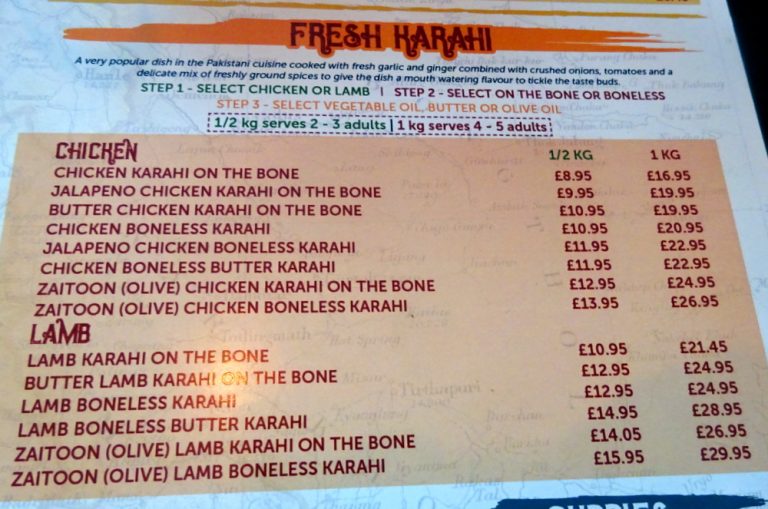 FRESH KARAHI
A very popular dish in the Pakistani cuisine cooked with fresh garlic and ginger combined with crushed onions, tomatoes and a
delicate mix of freshly ground spices to give the dish a mouth watering flavour to tickle the taste buds.
STEP 1 - SELECT CHICKEN OR LAMB | STEP 2 - SELECT ON THE BONE OR BONELESS
STEP 3 - SELECT VEGETABLE OIL, BUTTER OR OLIVE OIL
1/2 kg serves 2 - 3 adults | 1 kg serves 4 - 5 adults
CHICKEN 1/2 KG 1 KG
CHICKEN KARAHI ON THE BONE £8.95 £16.95
JALAPENO CHICKEN KARAHI ON THE BONE £9.95 £19.95
BUTTER CHICKEN KARAHI ON THE BONE £10.95 £19.95
CHICKEN BONELESS KARAHI £10.95 £20.95
JALAPENO CHICKEN BONELESS KARAHI £11.95 £22.95
CHICKEN BONELESS BUTTER KARAHI £11.95 £22.95
ZAITOON (OLIVE) CHICKEN KARAHI ON THE BONE £12.95 £24.95
ZAITOON (OLIVE) CHICKEN BONELESS KARAHI £13.95 £26.95
LAMB
LAMB KARAHI ON THE BONE £10.95 £21.45
BUTTER LAMB KARAHI ON THE BONE £12.95 £24.95
LAMB BONELESS KARAHI £12.95 £24.95
LAMB BONELESS BUTTER KARAHI £14.95 £28.95
ZAITOON (OLIVE) LAMB KARAHI ON THE BONE £14.05 £26.95
ZAITOON (OLIVE) LAMB BONELESS KARAHI £15.95 £29.95